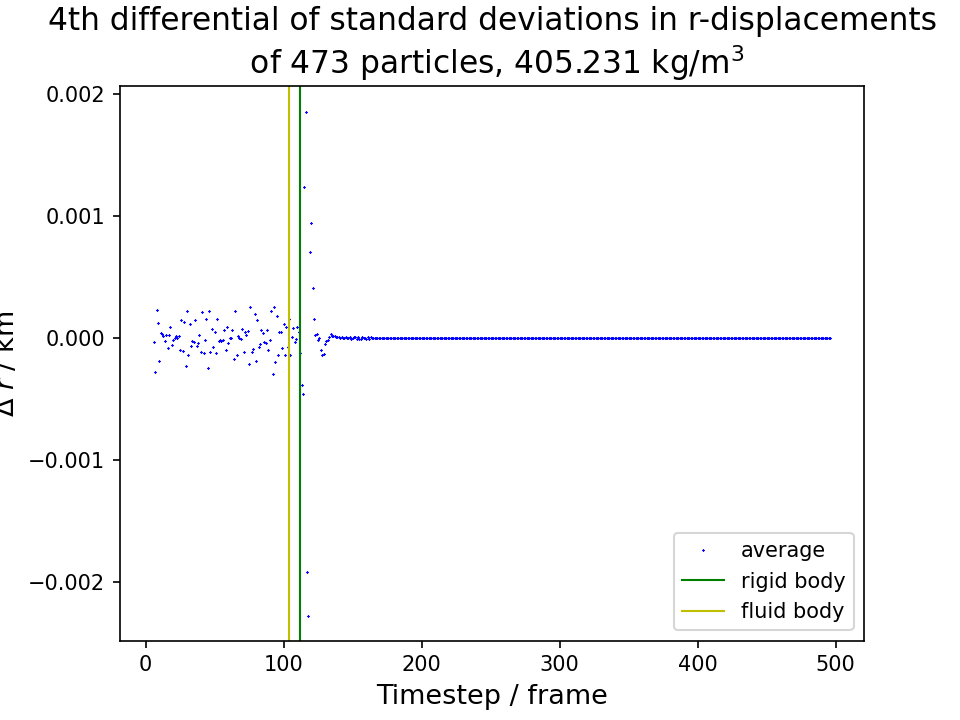 4th differential of standard deviations in r-displacements
of 473 particles, 405.231 kg/m³
Δ r / km
0.002
0.001
0.000
−0.001
−0.002
0 100 200 300 400 500
Timestep / frame
average
rigid body
fluid body